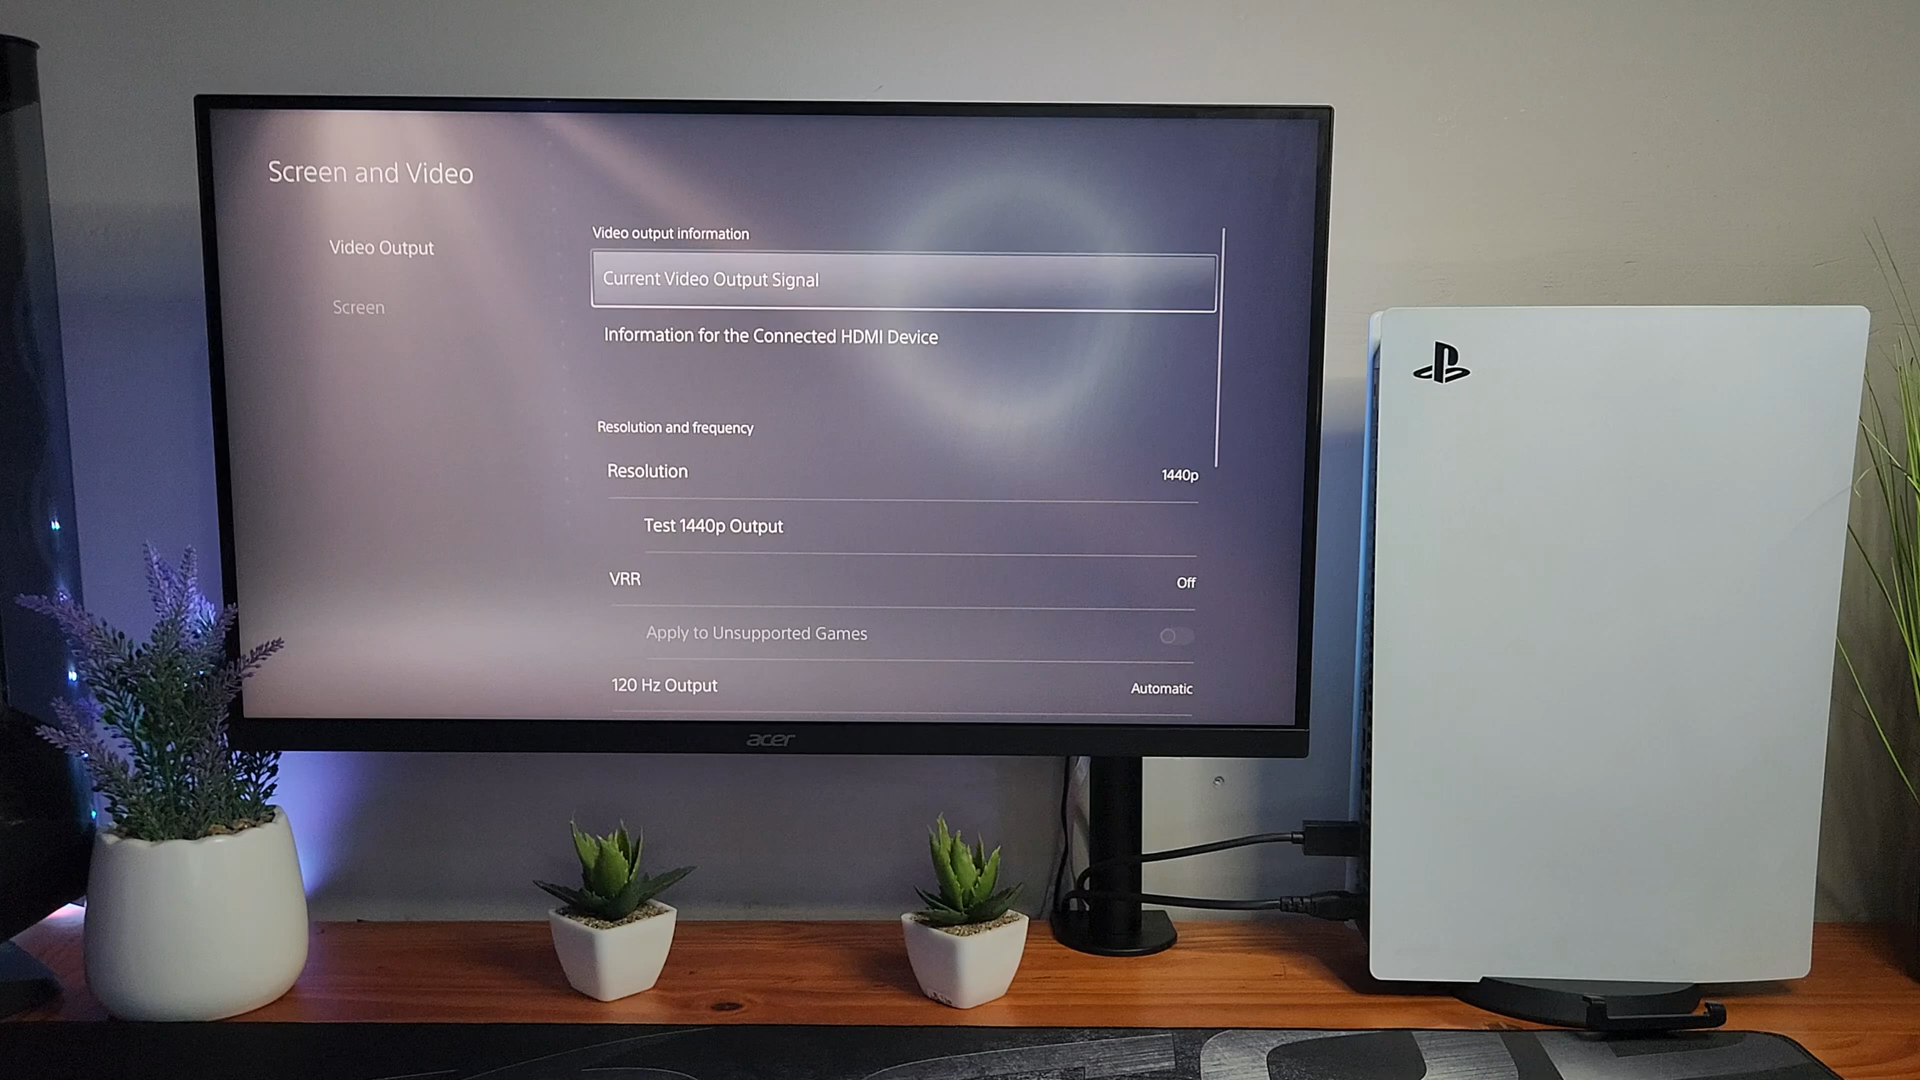 Screen and Video
Video Output
Screen
Video output information
Current Video Output Signal
Information for the Connected HDMI Device
Resolution and frequency
Resolution 1440p
Test 1440p Output
VRR Off
Apply to Unsupported Games
120 Hz Output Automatic
acer